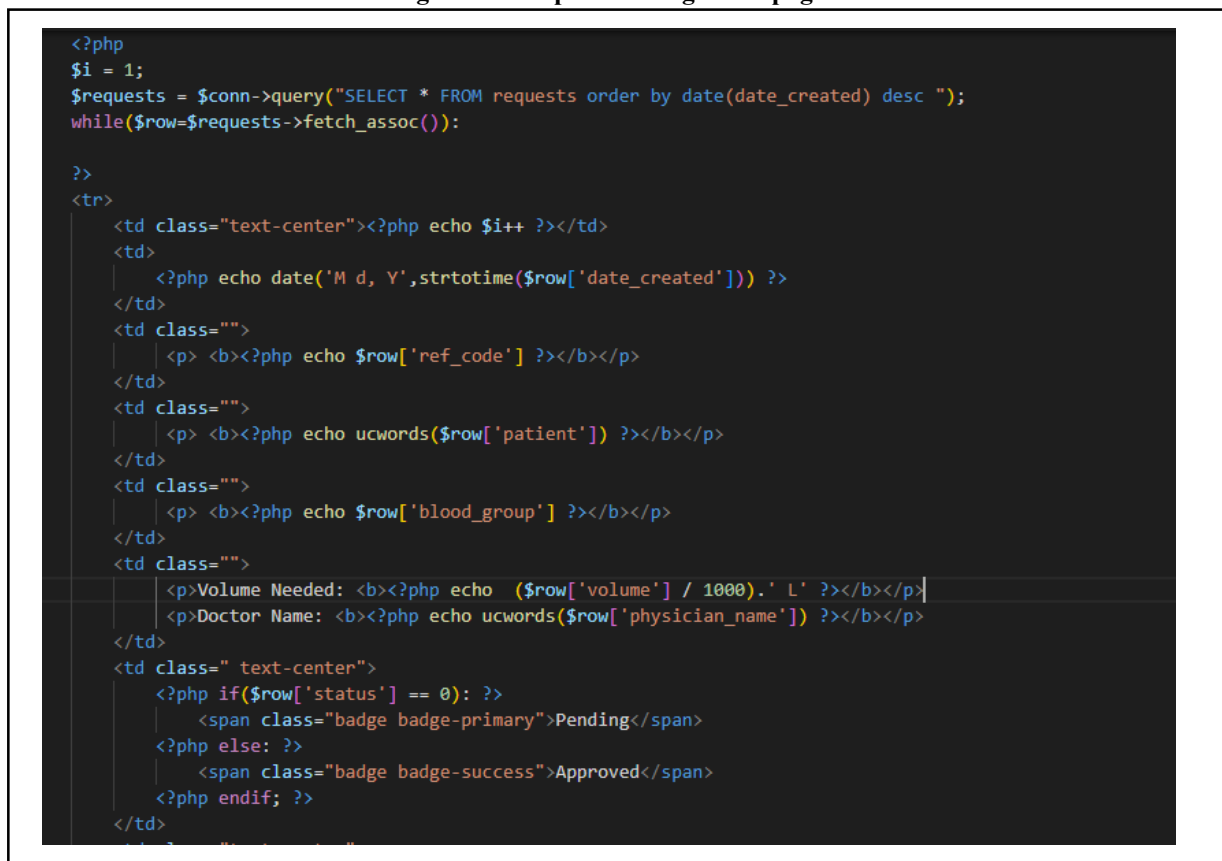 <?php
$i = 1;
$requests = $conn->query("SELECT * FROM requests order by date(date_created) desc ");
while($row=$requests->fetch_assoc()):
?>
<tr>
<td class="text-center"><?php echo $i++ ?></td>
<td>
<?php echo date('M d, Y',strtotime($row['date_created'])) ?>
</td>
<td class="">
<p> <b><?php echo $row['ref_code'] ?></b></p>
</td>
<td class="">
<p> <b><?php echo ucwords($row['patient']) ?></b></p>
</td>
<td class="">
<p> <b><?php echo $row['blood_group'] ?></b></p>
</td>
<td class="">
<p>Volume Needed: <b><?php echo  ($row['volume'] / 1000).' L' ?></b></p>
<p>Doctor Name: <b><?php echo ucwords($row['physician_name']) ?></b></p>
</td>
<td class=" text-center">
<?php if($row['status'] == 0): ?>
<span class="badge badge-primary">Pending</span>
<?php else: ?>
<span class="badge badge-success">Approved</span>
<?php endif; ?>
</td>